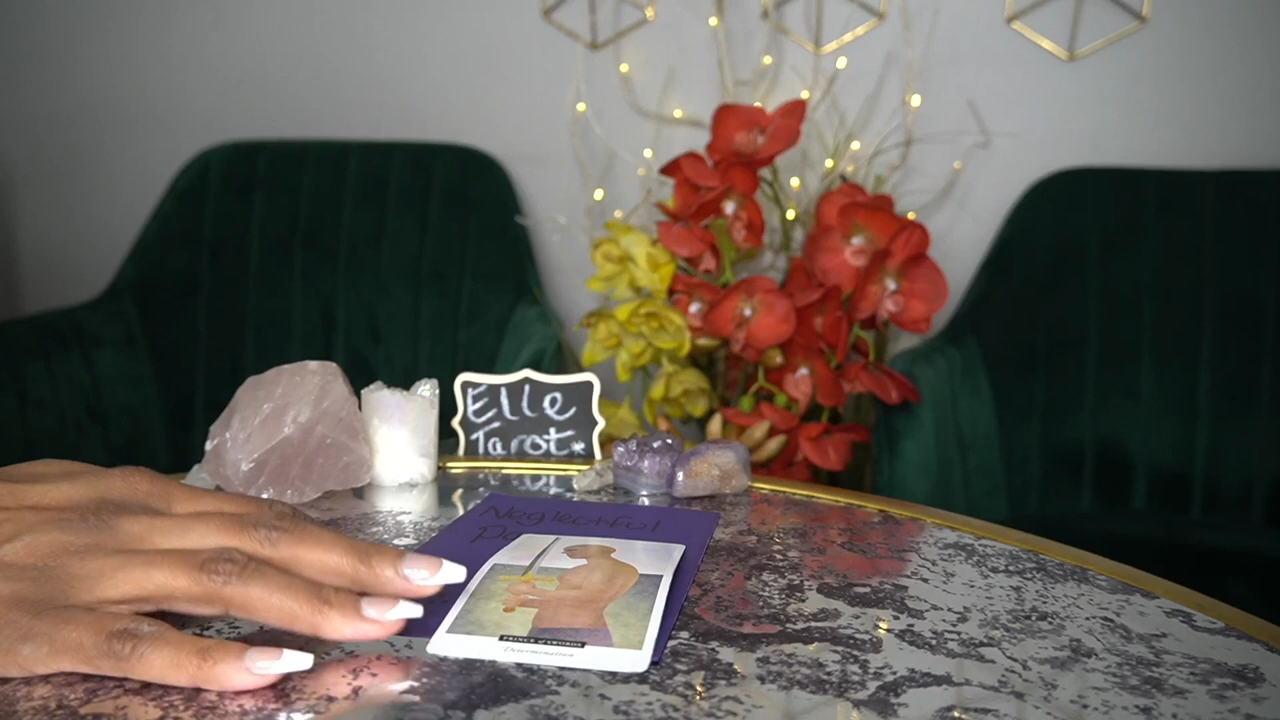 Elle
Tarot*
Neglectful
PRINCE of SWORDS
Determination